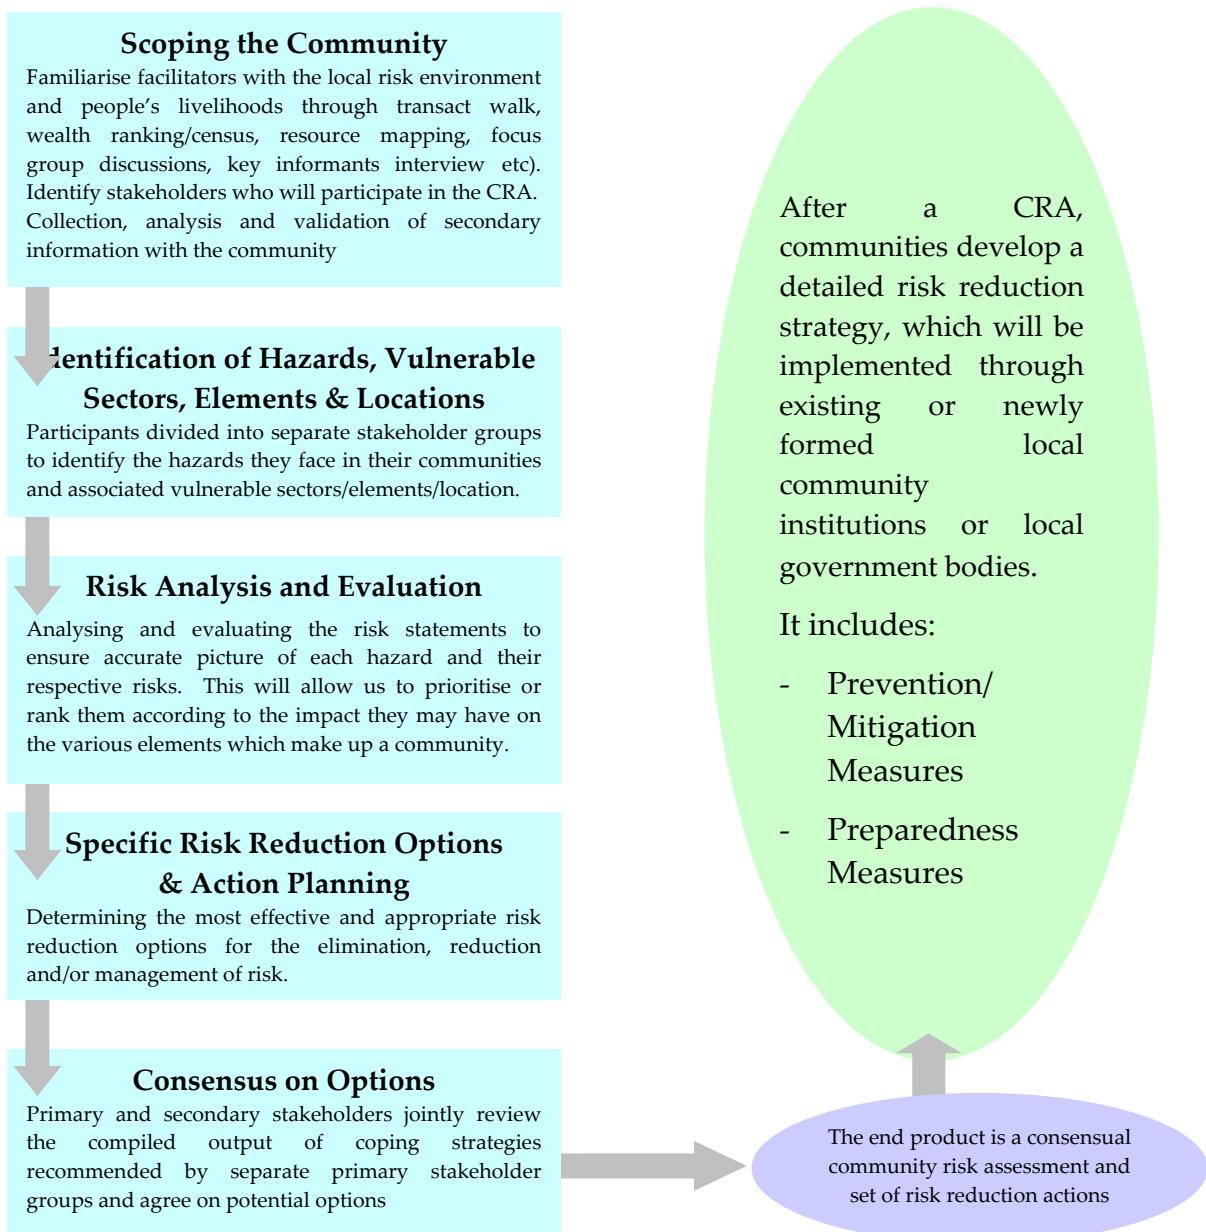 Scoping the Community
Familiarise facilitators with the local risk environment
and people's livelihoods through transact walk,
wealth ranking/census, resource mapping, focus
group discussions, key informants interview etc).
Identify stakeholders who will participate in the CRA.
Collection, analysis and validation of secondary
information with the community
dentification of Hazards, Vulnerable
Sectors, Elements & Locations
Participants divided into separate stakeholder groups
to identify the hazards they face in their communities
and associated vulnerable sectors/elements/location.
Risk Analysis and Evaluation
Analysing and evaluating the risk statements to
ensure accurate picture of each hazard and their
respective risks. This will allow us to prioritise or
rank them according to the impact they may have on
the various elements which make up a community.
Specific Risk Reduction Options
& Action Planning
Determining the most effective and appropriate risk
reduction options for the elimination, reduction
and/or management of risk.
Consensus on Options
Primary and secondary stakeholders jointly review
the compiled output of coping strategies
recommended by separate primary stakeholder
groups and agree on potential options
The end product is a consensual
community risk assessment and
set of risk reduction actions
After a CRA,
communities develop a
detailed risk reduction
strategy, which will be
implemented through
existing or newly
formed local
community
institutions or local
government bodies.
It includes:
- Prevention/
Mitigation
Measures
- Preparedness
Measures